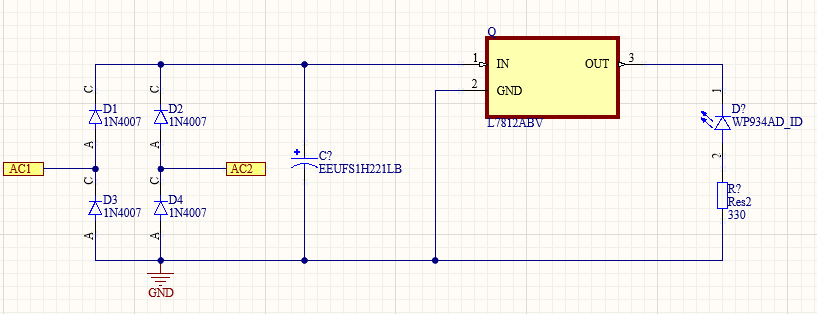 Q
1
IN
OUT
3
2
GND
L7812ABV
C
C
D1
1N4007
D2
1N4007
A
A
1
D?
WP934AD_ID
2
AC1
AC2
C?
EEUFS1H221LB
C
C
D3
1N4007
D4
1N4007
A
A
R?
Res2
330
GND